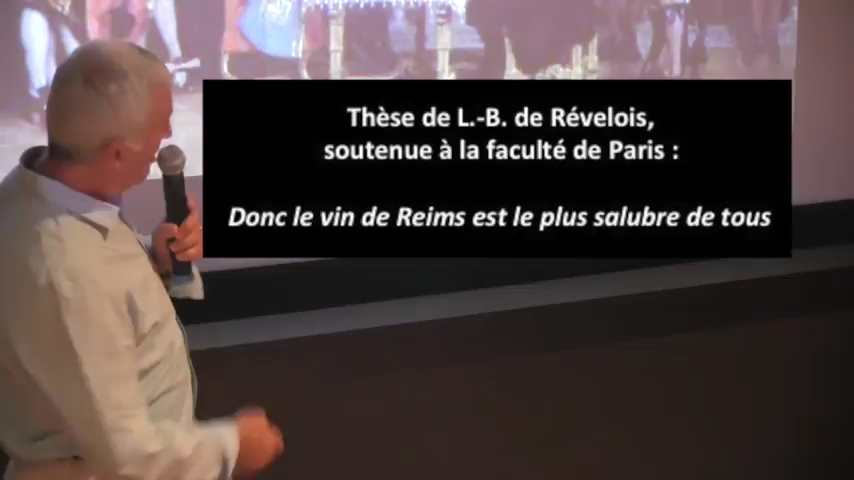 Thèse de L.-B. de Révelois,
soutenue à la faculté de Paris :
Donc le vin de Reims est le plus salubre de tous